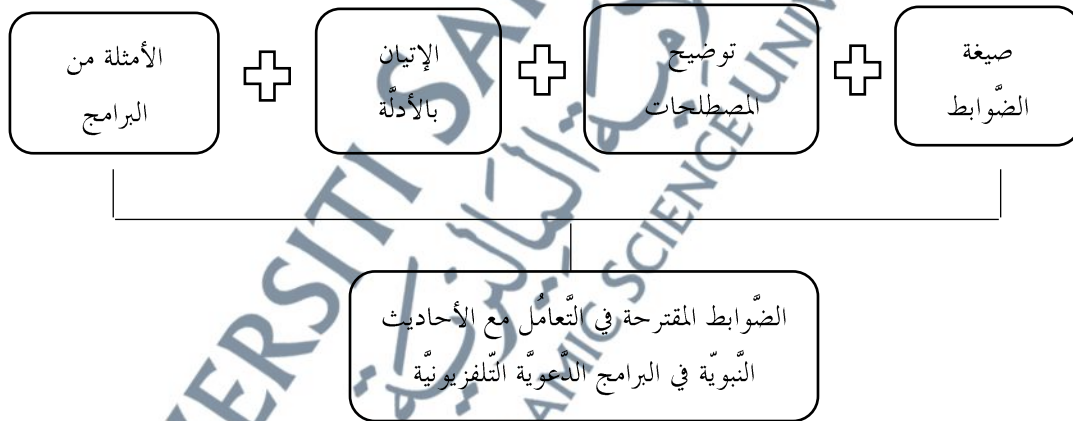 صيغة
الضَّوابط
توضيح
المصطلحات
الإتيان
بالأدلَّة
الأمثلة من
البرامج
الضَّوابط المقترحة في التَّعامُل مع الأحاديث
النَّبويّة في البرامج الدَّعويَّة التّلفزيونيَّة